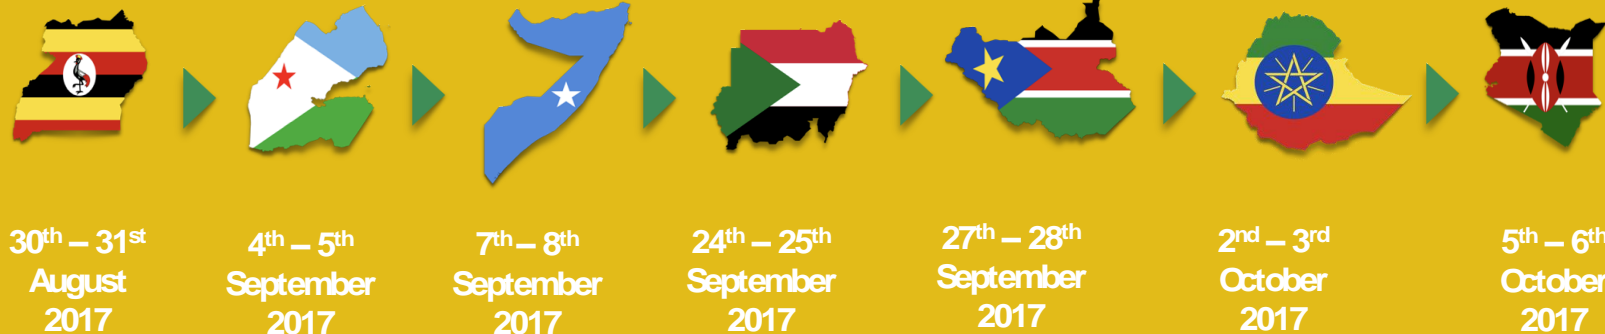 30th – 31st
August
2017
4th – 5th
September
2017
7th – 8th
September
2017
24th – 25th
September
2017
27th – 28th
September
2017
2nd – 3rd
October
2017
5th – 6th
October
2017